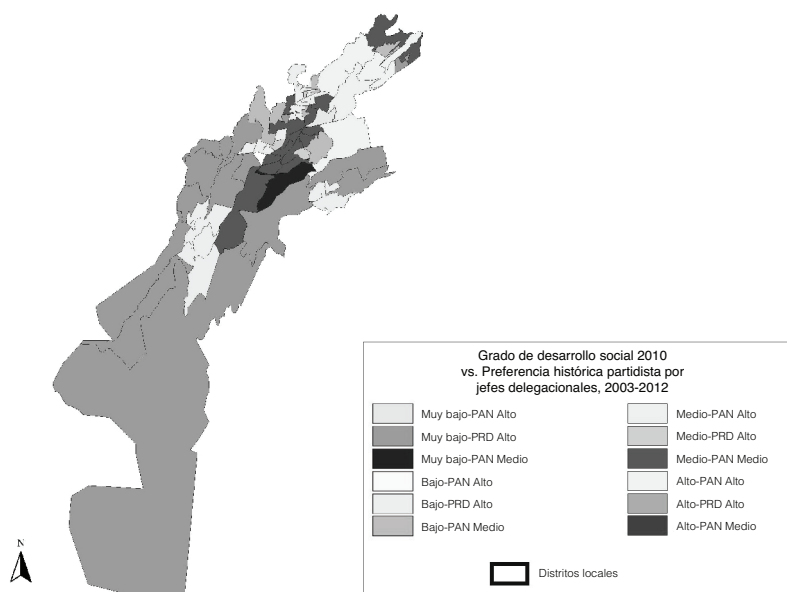 Grado de desarrollo social 2010
vs. Preferencia histórica partidista por
jefes delegacionales, 2003-2012
Muy bajo-PAN Alto
Muy bajo-PRD Alto
Muy bajo-PAN Medio
Bajo-PAN Alto
Bajo-PRD Alto
Bajo-PAN Medio
Medio-PAN Alto
Medio-PRD Alto
Medio-PAN Medio
Alto-PAN Alto
Alto-PRD Alto
Alto-PAN Medio
Distritos locales
N